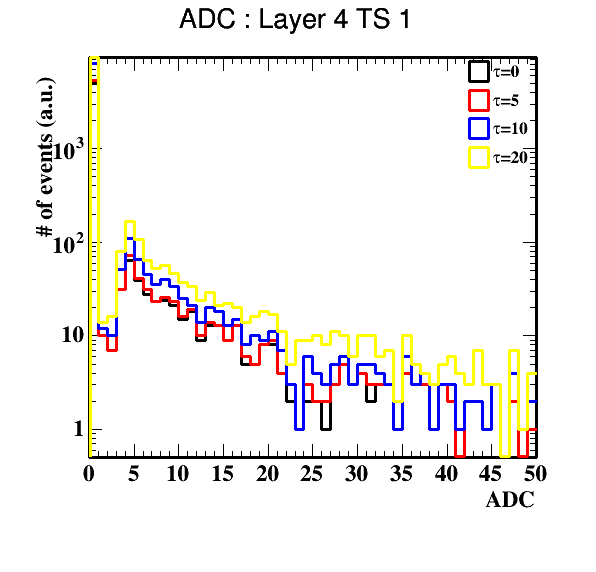 ADC : Layer 4 TS 1
# of events (a.u.)
10³
10²
10
1
τ=0
τ=5
τ=10
τ=20
0 5 10 15 20 25 30 35 40 45 50
ADC